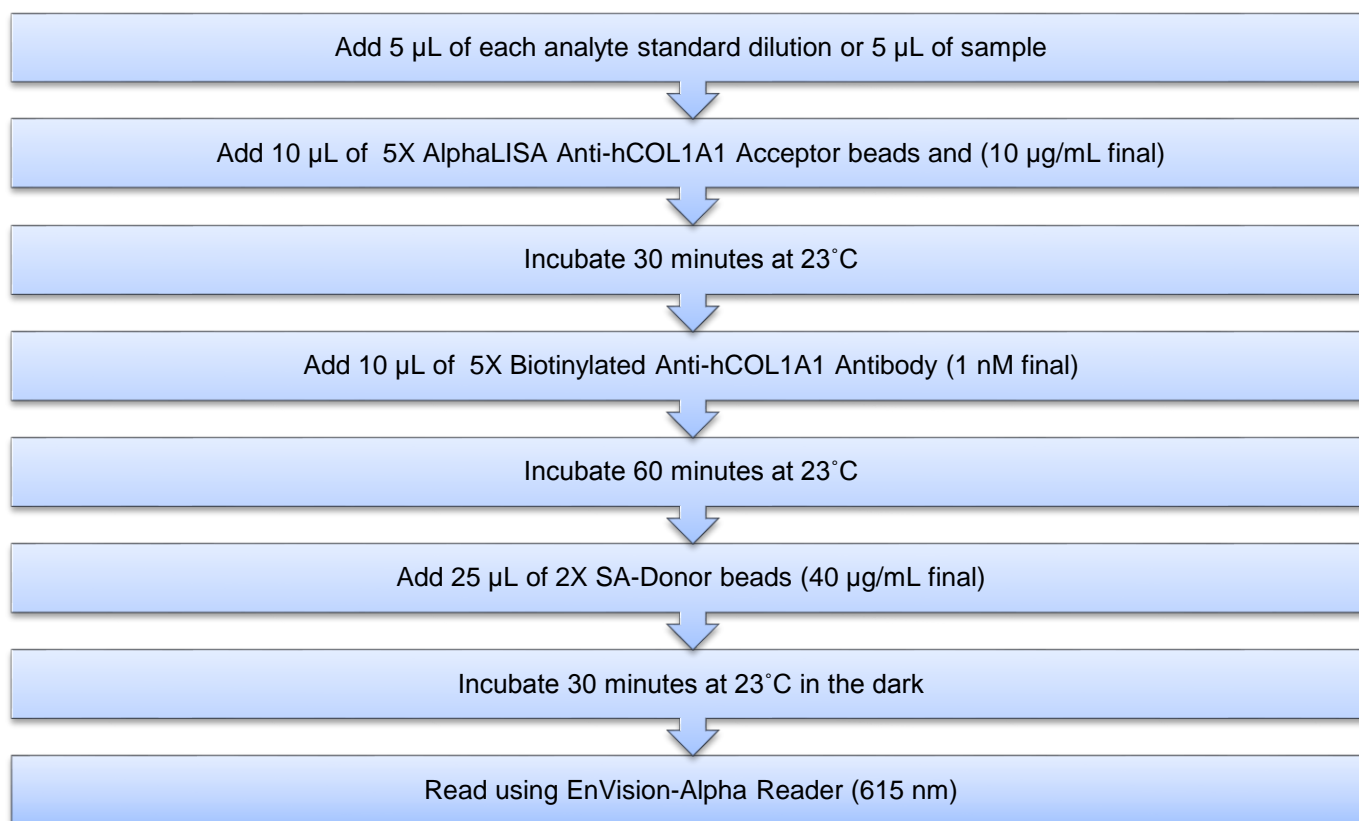 Add 5 µL of each analyte standard dilution or 5 µL of sample
Add 10 µL of 5X AlphaLISA Anti-hCOL1A1 Acceptor beads and (10 µg/mL final)
Incubate 30 minutes at 23˚C
Add 10 µL of 5X Biotinylated Anti-hCOL1A1 Antibody (1 nM final)
Incubate 60 minutes at 23˚C
Add 25 µL of 2X SA-Donor beads (40 µg/mL final)
Incubate 30 minutes at 23˚C in the dark
Read using EnVision-Alpha Reader (615 nm)